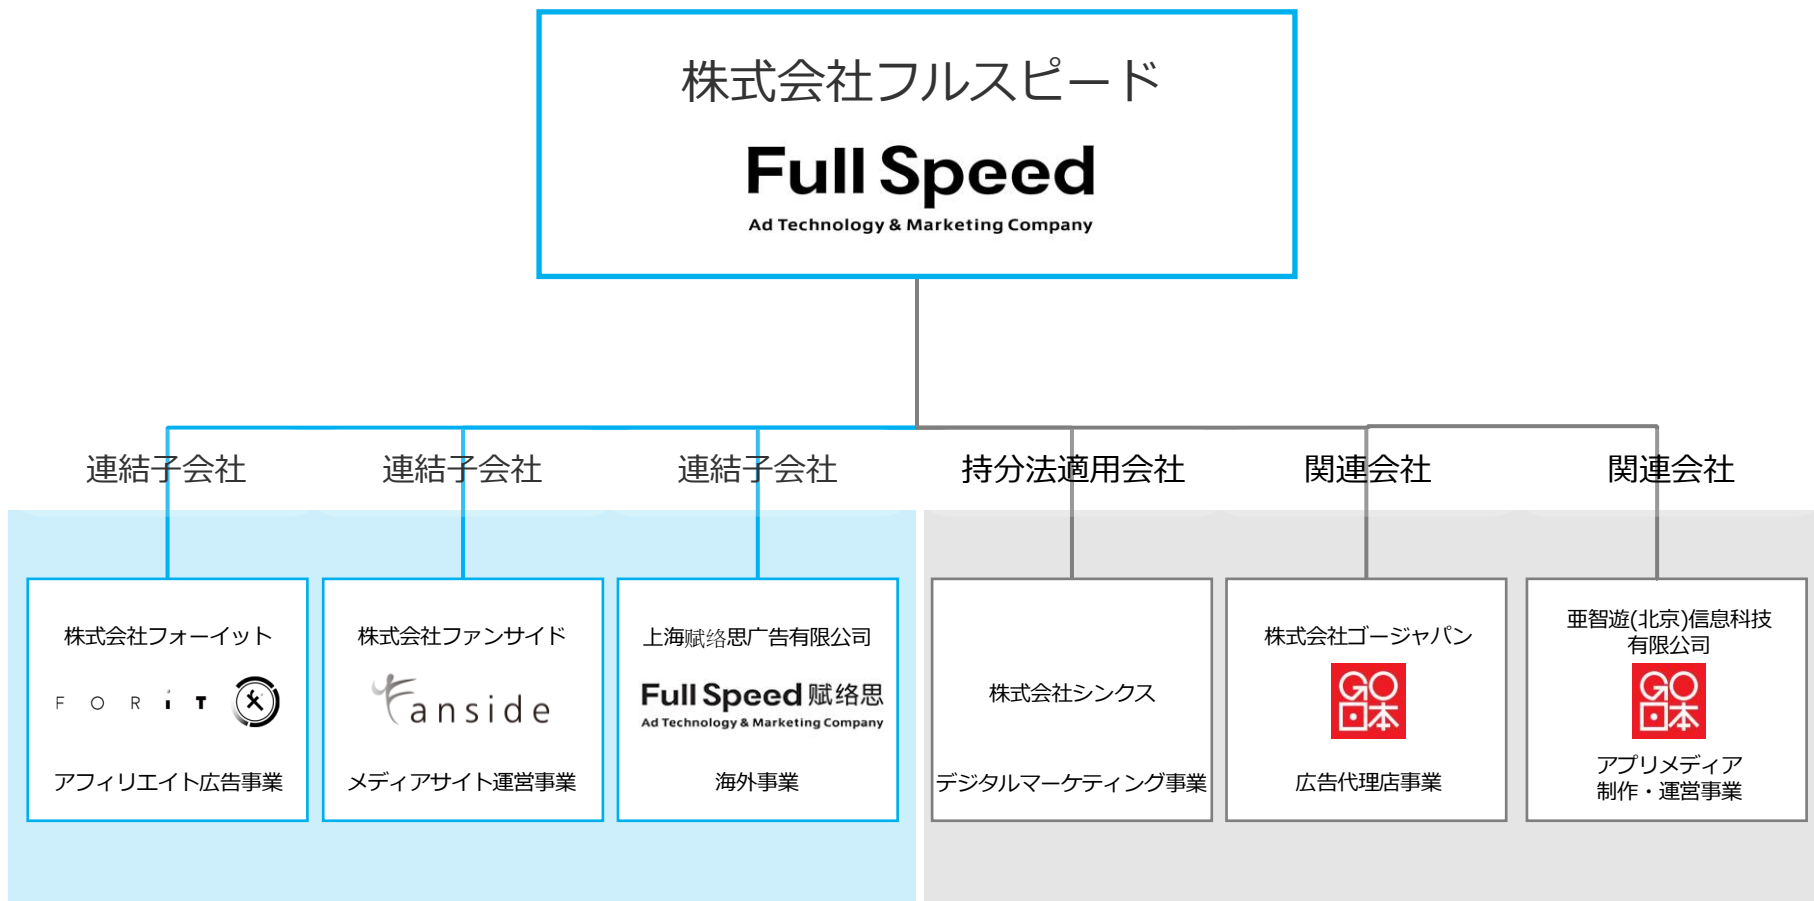 株式会社フルスピード
Full Speed
Ad Technology & Marketing Company
連結子会社
連結子会社
連結子会社
持分法適用会社
関連会社
関連会社
株式会社フォーイット
FORiT
アフィリエイト広告事業
株式会社ファンサイド
Fanside
メディアサイト運営事業
上海赋络思广告有限公司
Full Speed 赋络思
Ad Technology & Marketing Company
海外事業
株式会社シンクス
デジタルマーケティング事業
株式会社ゴージャパン
GO
日本
広告代理店事業
亜智遊(北京)信息科技
有限公司
GO
日本
アプリメディア
制作・運営事業